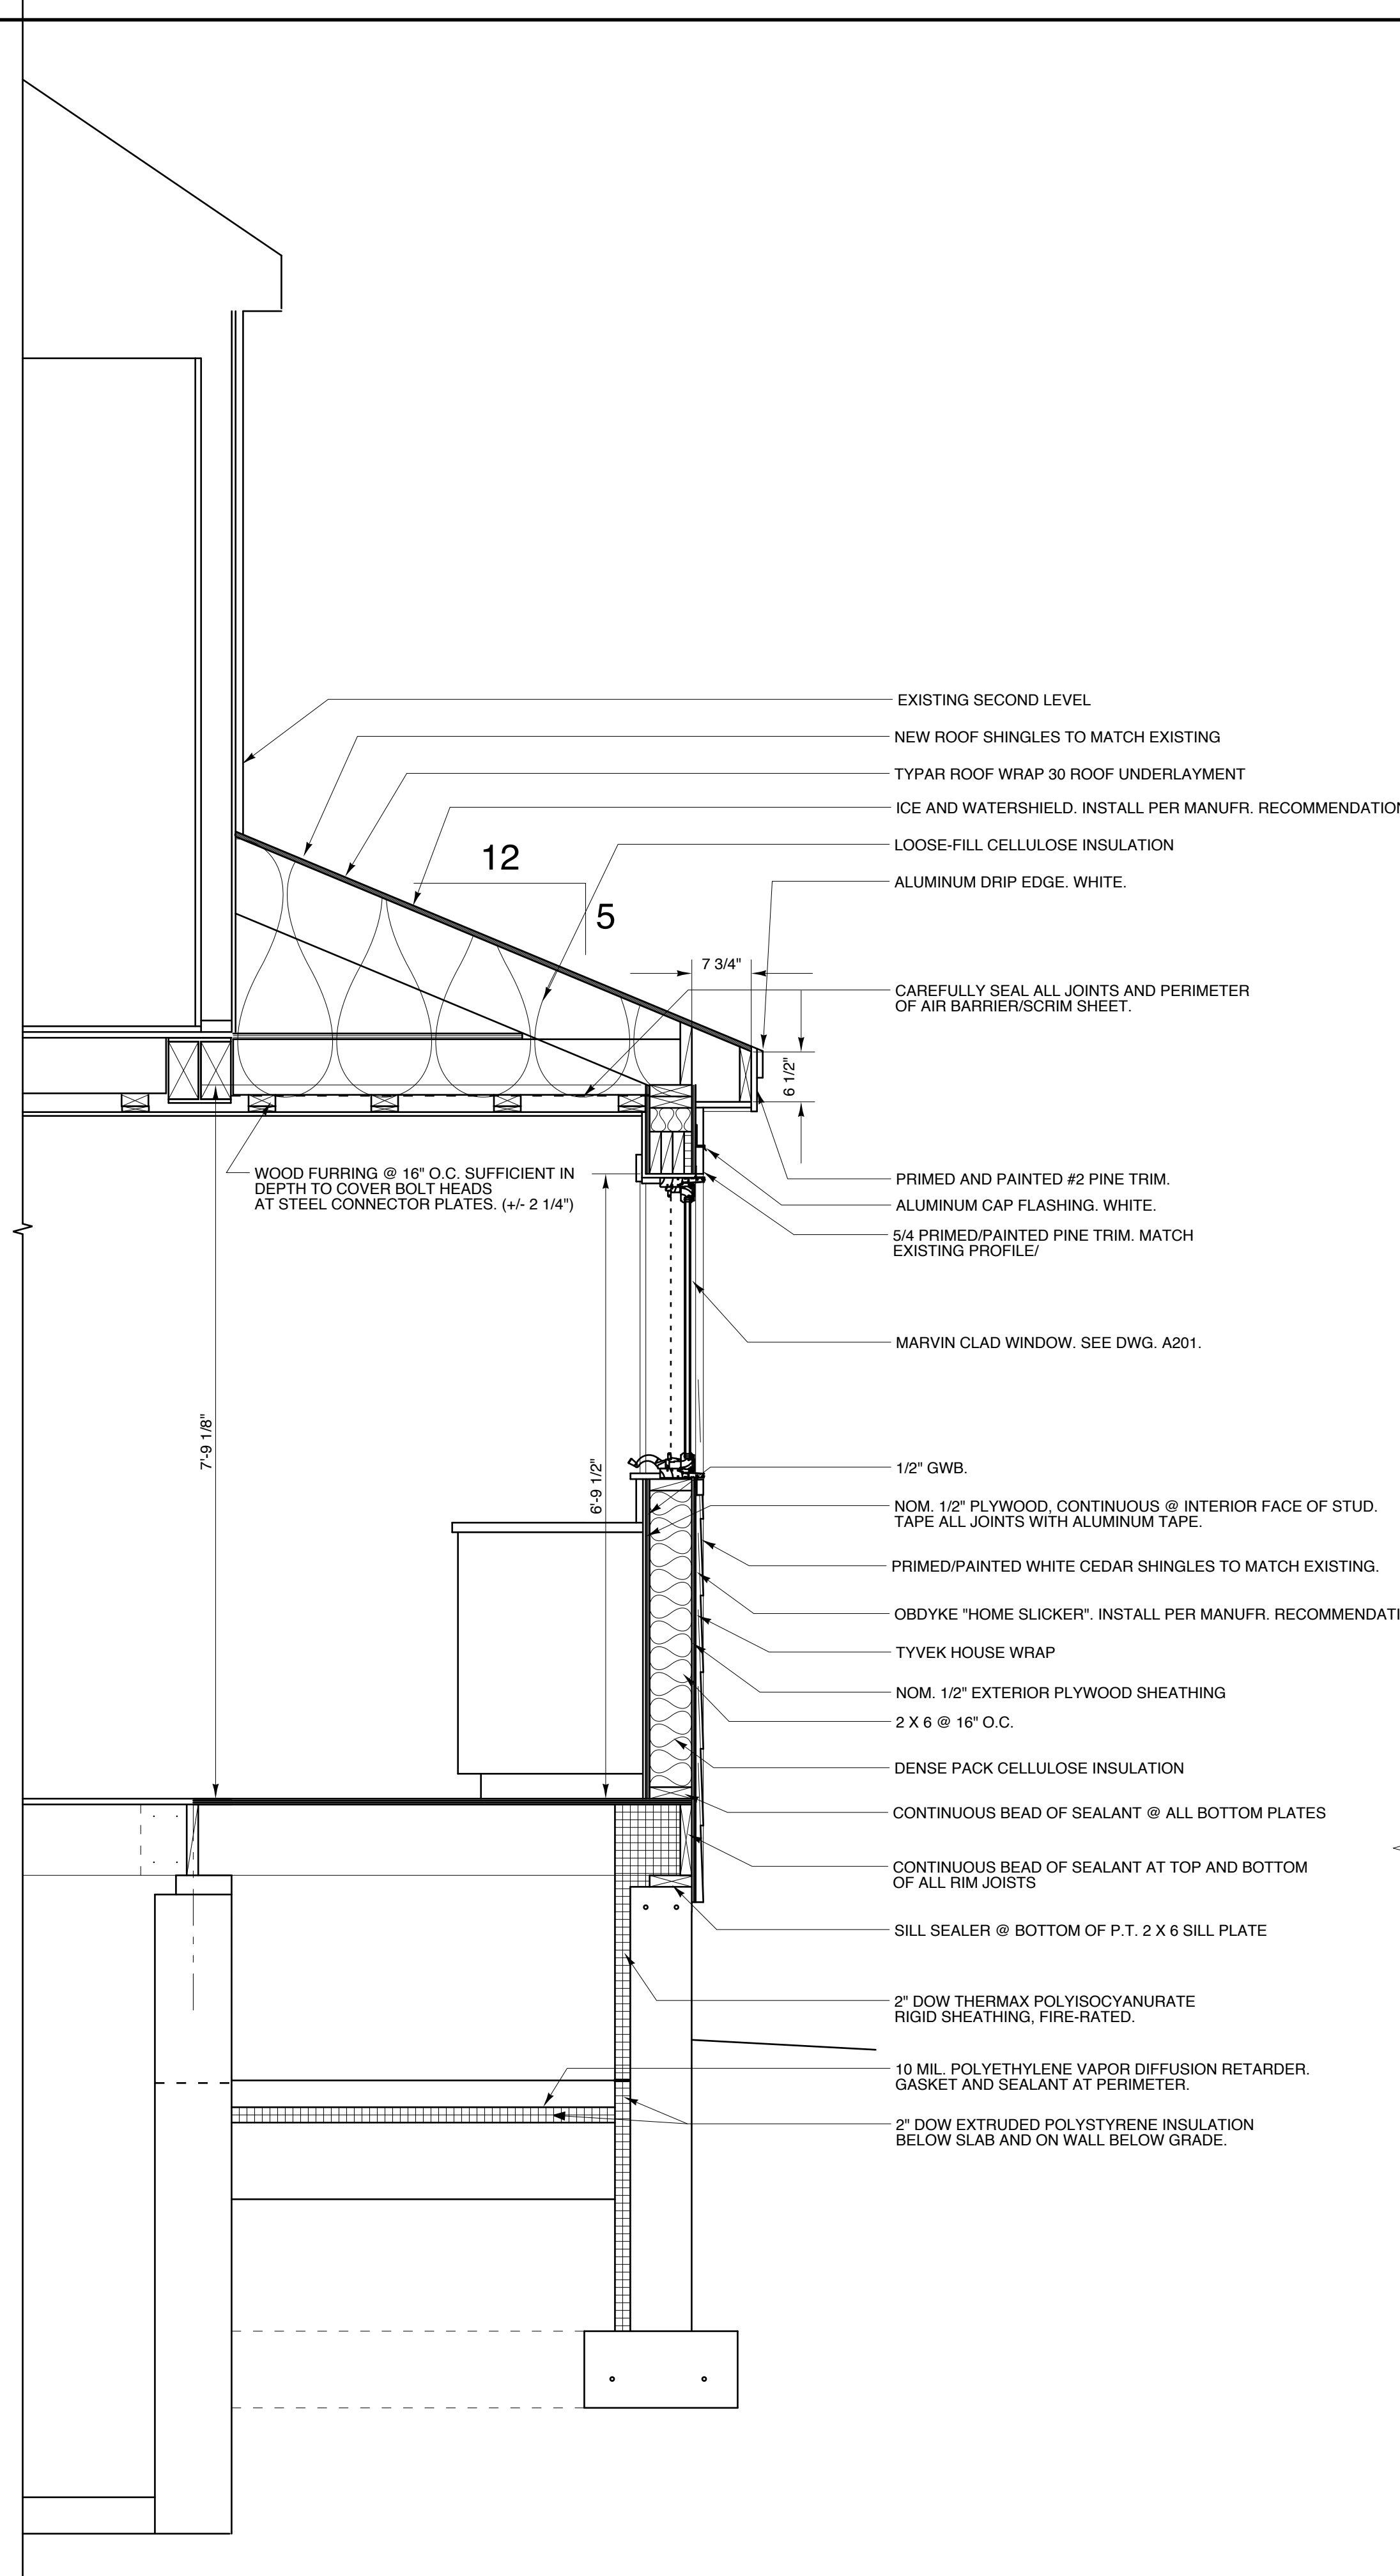 EXISTING SECOND LEVEL
NEW ROOF SHINGLES TO MATCH EXISTING
TYPAR ROOF WRAP 30 ROOF UNDERLAYMENT
ICE AND WATERSHIELD. INSTALL PER MANUFR.
LOOSE-FILL CELLULOSE INSULATION
12
5
ALUMINUM DRIP EDGE. WHITE.
7 3/4"
CAREFULLY SEAL ALL JOINTS AND PERIMETER
OF AIR BARRIER/SCRIM SHEET.
6 1/2"
WOOD FURRING @ 16" O.C. SUFFICIENT IN
DEPTH TO COVER BOLT HEADS
AT STEEL CONNECTOR PLATES. (+/- 2 1/4")
PRIMED AND PAINTED #2 PINE TRIM.
ALUMINUM CAP FLASHING. WHITE.
5/4 PRIMED/PAINTED PINE TRIM. MATCH
EXISTING PROFILE/
MARVIN CLAD WINDOW. SEE DWG. A201.
7'-9 1/8"
6'-9 1/2"
1/2" GWB.
NOM. 1/2" PLYWOOD, CONTINUOUS @ INTERIOR FACE OF STUD.
TAPE ALL JOINTS WITH ALUMINUM TAPE.
PRIMED/PAINTED WHITE CEDAR SHINGLES TO MATCH EXISTING.
OBDYKE "HOME SLICKER". INSTALL PER MANUFR.
TYVEK HOUSE WRAP
NOM. 1/2" EXTERIOR PLYWOOD SHEATHING
2 X 6 @ 16" O.C.
DENSE PACK CELLULOSE INSULATION
CONTINUOUS BEAD OF SEALANT @ ALL BOTTOM PLATES
CONTINUOUS BEAD OF SEALANT AT TOP AND BOTTOM
OF ALL RIM JOISTS
SILL SEALER @ BOTTOM OF P.T. 2 X 6 SILL PLATE
2" DOW THERMAX POLYISOCYANURATE
RIGID SHEATHING, FIRE-RATED.
10 MIL. POLYETHYLENE VAPOR DIFFUSION RETARDER.
GASKET AND SEALANT AT PERIMETER.
2" DOW EXTRUDED POLYSTYRENE INSULATION
BELOW SLAB AND ON WALL BELOW GRADE.